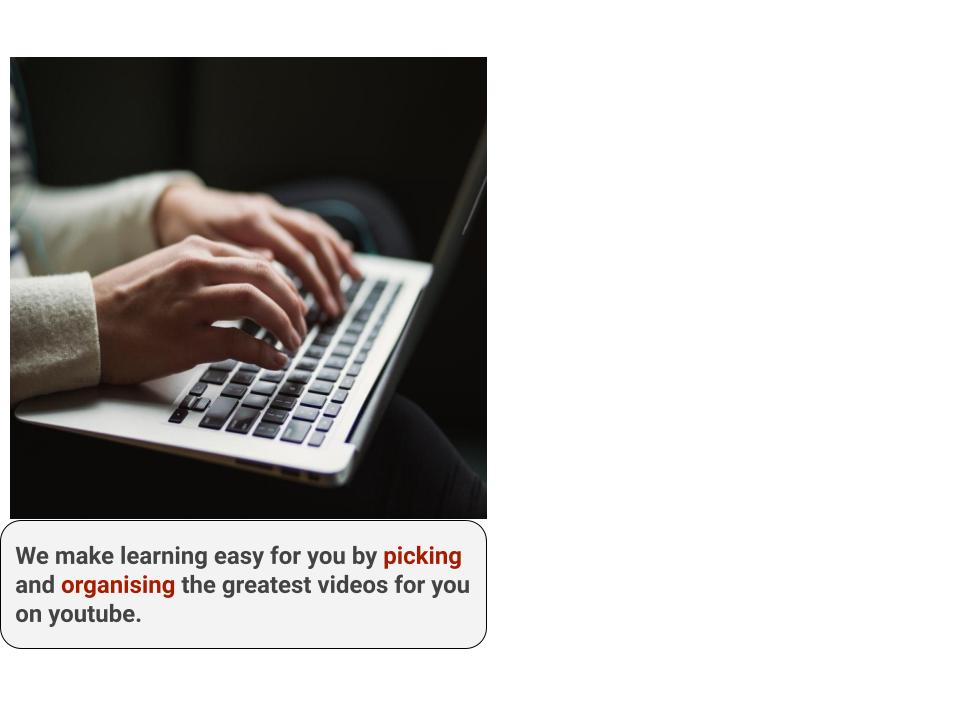 We make learning easy for you by picking
and organising the greatest videos for you
on youtube.